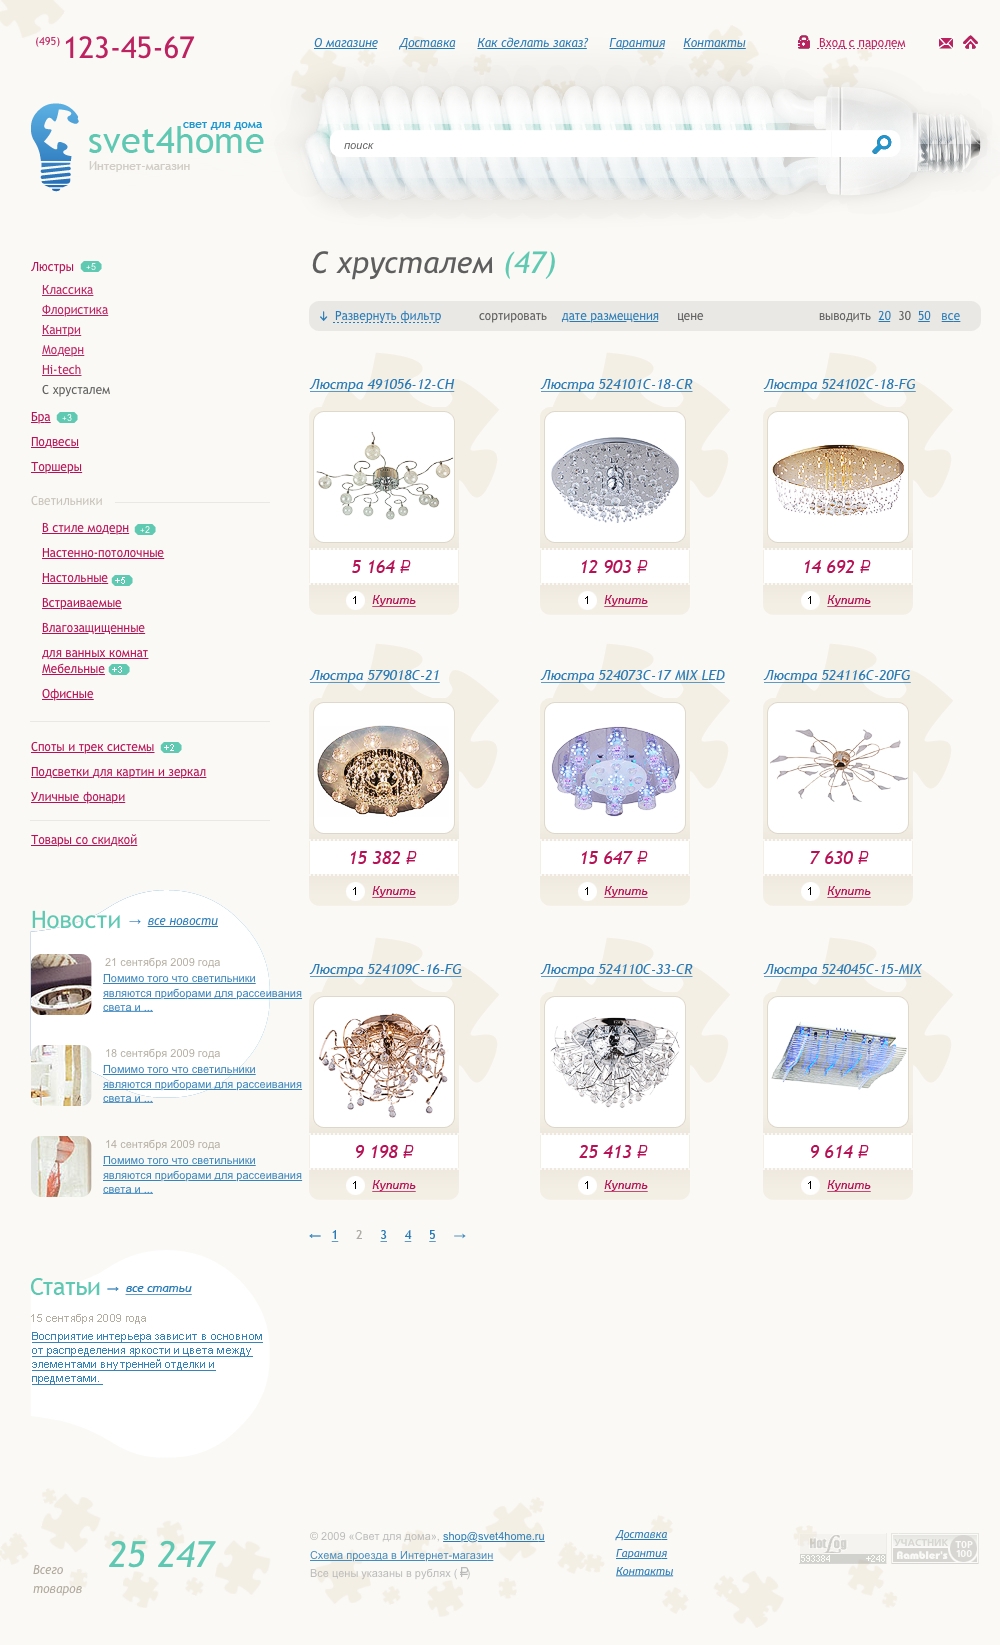 (495) 123-45-67
О магазине Доставка Как сделать заказ? Гарантия Контакты
Вход с паролем
свет для дома
svet4home
Интернет-магазин
поиск
Люстры +5
Классика
Флористика
Кантри
Модерн
Hi-tech
С хрусталем
Бра +3
Подвесы
Торшеры
Светильники
В стиле модерн +2
Настенно-потолочные
Настольные +5
Встраиваемые
Влагозащищенные
для ванных комнат
Мебельные +3
Офисные
Споты и трек системы +2
Подсветки для картин и зеркал
Уличные фонари
Товары со скидкой
Новости → все новости
21 сентября 2009 года
Помимо того что светильники
являются приборами для рассеивания
света и ...
18 сентября 2009 года
Помимо того что светильники
являются приборами для рассеивания
света и ...
14 сентября 2009 года
Помимо того что светильники
являются приборами для рассеивания
света и ...
Статьи → все статьи
15 сентября 2009 года
Восприятие интерьера зависит в основном
от распределения яркости и цвета между
элементами внутренней отделки и
предметами.
С хрусталем (47)
↓ Развернуть фильтр сортировать дате размещения цене выводить 20 30 50 все
Люстра 491056-12-CH Люстра 524101C-18-CR Люстра 524102C-18-FG
5 164 ₽ 12 903 ₽ 14 692 ₽
1 Купить 1 Купить 1 Купить
Люстра 579018C-21 Люстра 524073C-17 MIX LED Люстра 524116C-20FG
15 382 ₽ 15 647 ₽ 7 630 ₽
1 Купить 1 Купить 1 Купить
Люстра 524109C-16-FG Люстра 524110C-33-CR Люстра 524045C-15-MIX
9 198 ₽ 25 413 ₽ 9 614 ₽
1 Купить 1 Купить 1 Купить
← 1 2 3 4 5 →
Всего
товаров
25 247
© 2009 «Свет для дома». shop@svet4home.ru
Схема проезда в Интернет-магазин
Все цены указаны в рублях ( ₽)
Доставка
Гарантия
Контакты
HotLog
593384 +248
УЧАСТНИК
Rambler's
TOP
100